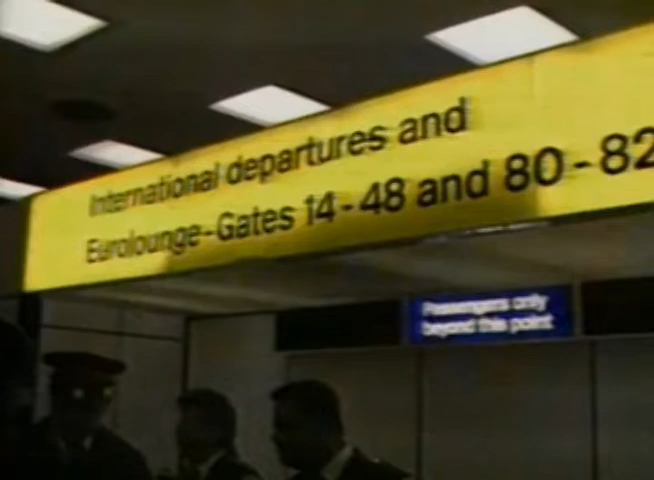 International departures and
Eurolounge-Gates 14-48 and 80-82
Passengers only
beyond this point